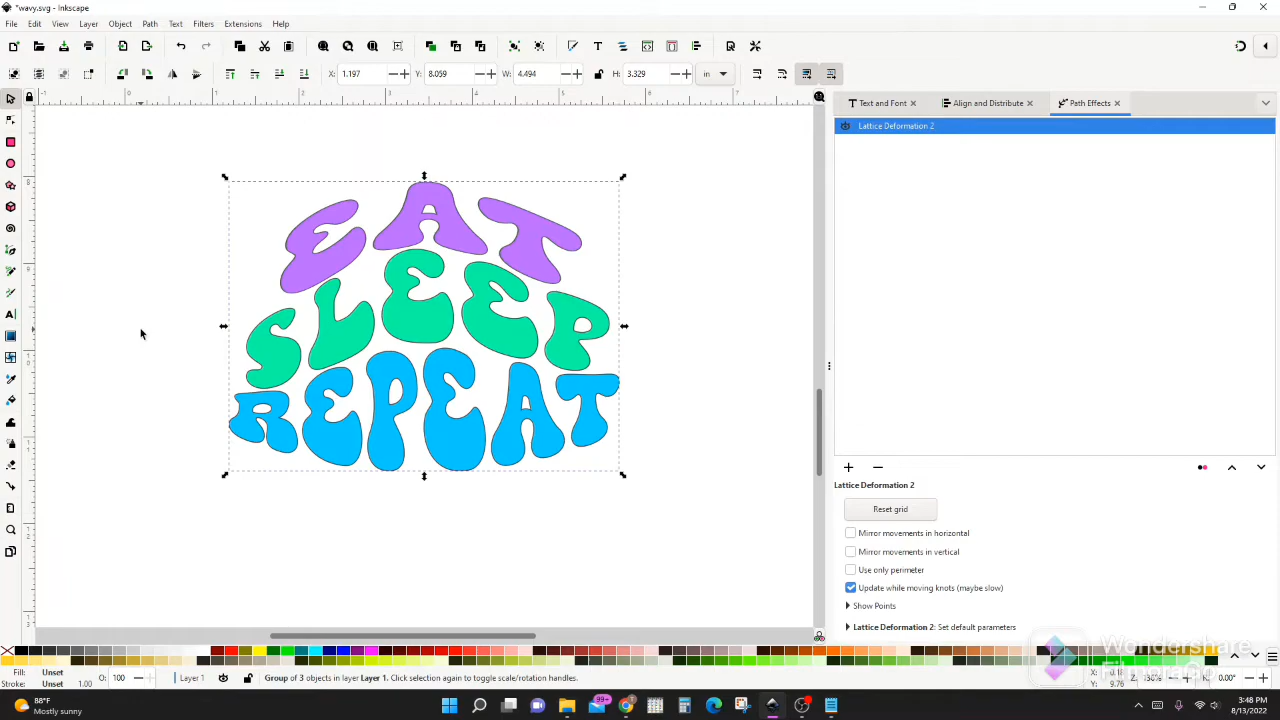 *wavy.svg - Inkscape
File Edit View Layer Object Path Text Filters Extensions Help
X: 1.197 Y: 8.059 W: 4.494 H: 3.329 in
Text and Font Align and Distribute Path Effects
Lattice Deformation 2
EAT
SLEEP
REPEAT
Lattice Deformation 2
Reset grid
Mirror movements in horizontal
Mirror movements in vertical
Use only perimeter
Update while moving knots (maybe slow)
Show Points
Lattice Deformation 2: Set default parameters
Wondershare
Fill: Unset
Stroke: Unset 1.00
O: 100
Layer 1
Group of 3 objects in layer Layer 1. Click selection again to toggle scale/rotation handles.
Y: 9.76
0.00°
88°F
Mostly sunny
99+
3:48 PM
8/13/2022